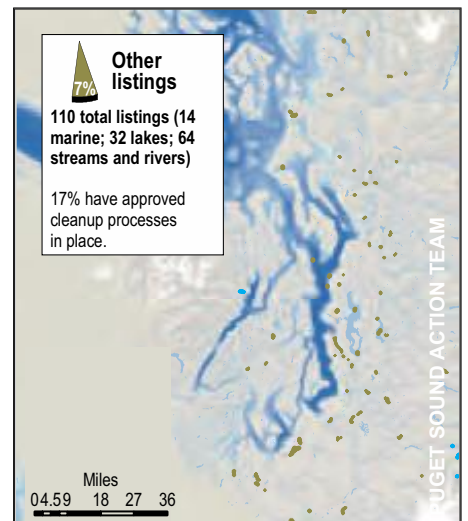 Other
listings
7%
110 total listings (14
marine; 32 lakes; 64
streams and rivers)
17% have approved
cleanup processes
in place.
PUGET SOUND ACTION TEAM
Miles
04.59 18 27 36